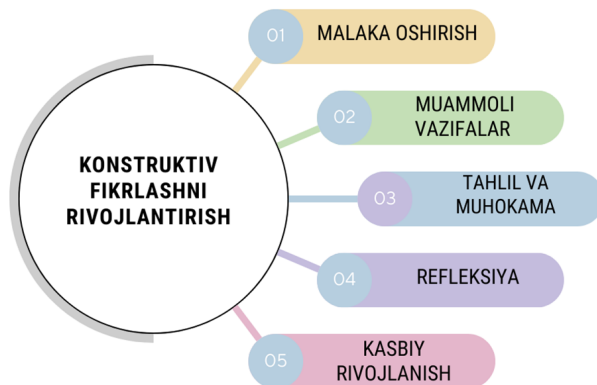 KONSTRUKTIV
FIKRLASHNI
RIVOJLANTIRISH
01
MALAKA OSHIRISH
02
MUAMMOLI
VAZIFALAR
03
TAHLIL VA
MUHOKAMA
04
REFLEKSIYA
05
KASBIY
RIVOJLANISH